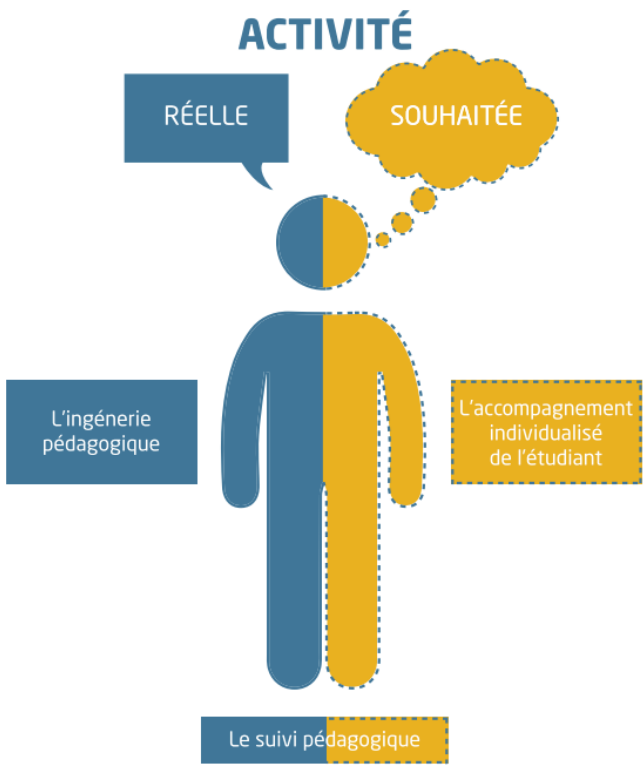 ACTIVITÉ
RÉELLE
SOUHAITÉE
L'ingénerie
pédagogique
L'accompagnement
individualisé
de l'étudiant
Le suivi pédagogique